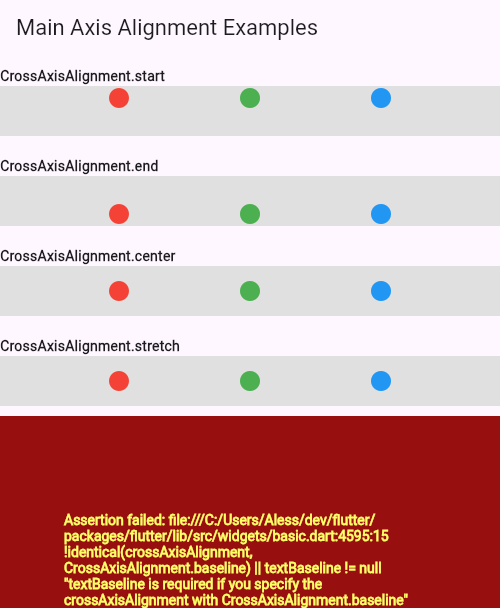 Main Axis Alignment Examples
CrossAxisAlignment.start
CrossAxisAlignment.end
CrossAxisAlignment.center
CrossAxisAlignment.stretch
Assertion failed: file:///C:/Users/Aless/dev/flutter/
packages/flutter/lib/src/widgets/basic.dart:4595:15
!identical(crossAxisAlignment,
CrossAxisAlignment.baseline) || textBaseline != null
"textBaseline is required if you specify the
crossAxisAlignment with CrossAxisAlignment.baseline"